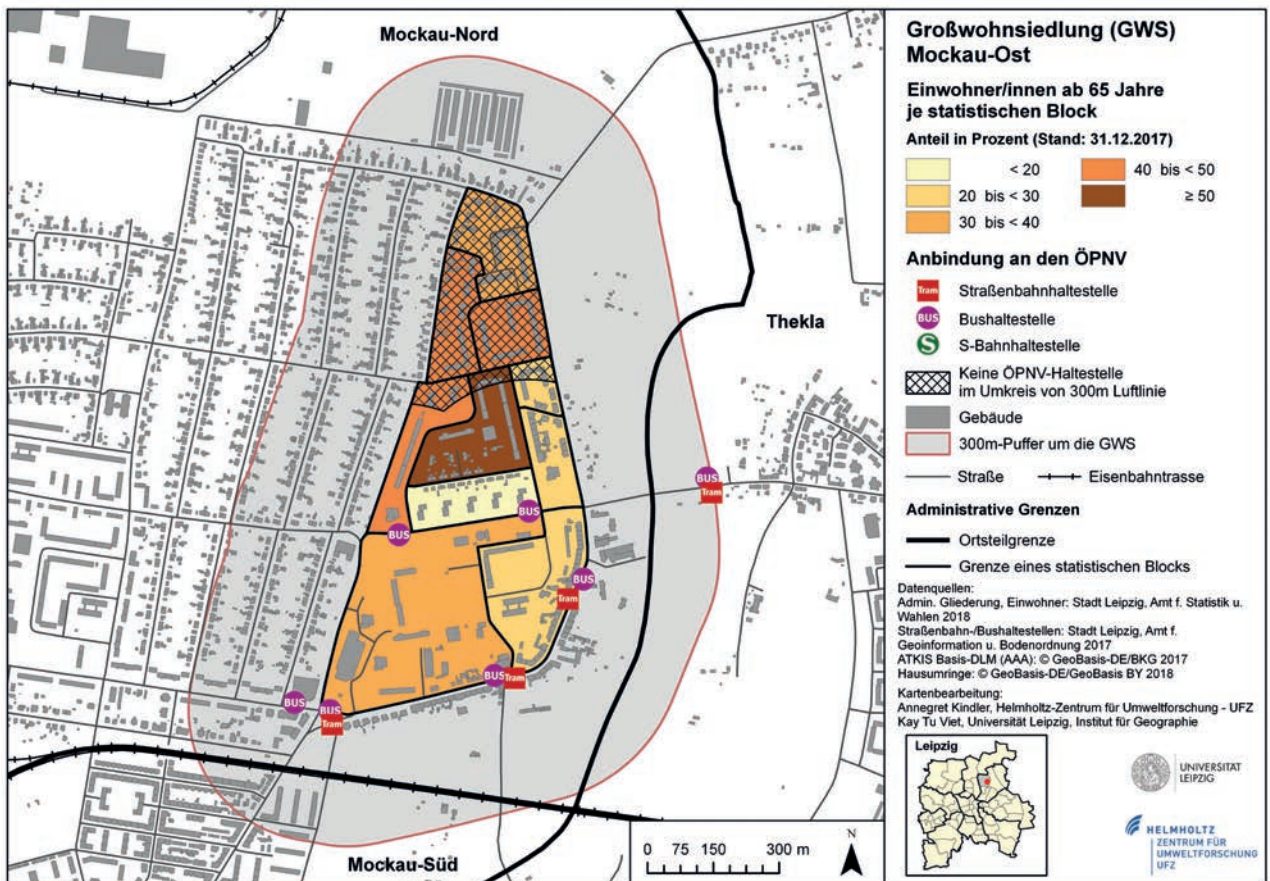 Mockau-Nord
Thekla
BUS
Tram
BUS
BUS
BUS
Tram
BUS
Tram
BUS
BUS
Tram
Mockau-Süd
0 75 150 300 m
N
Großwohnsiedlung (GWS)
Mockau-Ost
Einwohner/innen ab 65 Jahre
je statistischen Block
Anteil in Prozent (Stand: 31.12.2017)
< 20
20 bis < 30
30 bis < 40
40 bis < 50
≥ 50
Anbindung an den ÖPNV
Tram Straßenbahnhaltestelle
BUS Bushaltestelle
S S-Bahnhaltestelle
Keine ÖPNV-Haltestelle
im Umkreis von 300m Luftlinie
Gebäude
300m-Puffer um die GWS
Straße Eisenbahntrasse
Administrative Grenzen
Ortsteilgrenze
Grenze eines statistischen Blocks
Datenquellen:
Admin. Gliederung, Einwohner: Stadt Leipzig, Amt f. Statistik u.
Wahlen 2018
Straßenbahn-/Bushaltestellen: Stadt Leipzig, Amt f.
Geoinformation u. Bodenordnung 2017
ATKIS Basis-DLM (AAA): © GeoBasis-DE/BKG 2017
Hausumringe: © GeoBasis-DE/GeoBasis BY 2018
Kartenbearbeitung:
Annegret Kindler, Helmholtz-Zentrum für Umweltforschung - UFZ
Kay Tu Viet, Universität Leipzig, Institut für Geographie
Leipzig
UNIVERSITÄT
LEIPZIG
HELMHOLTZ
ZENTRUM FÜR
UMWELTFORSCHUNG
UFZ